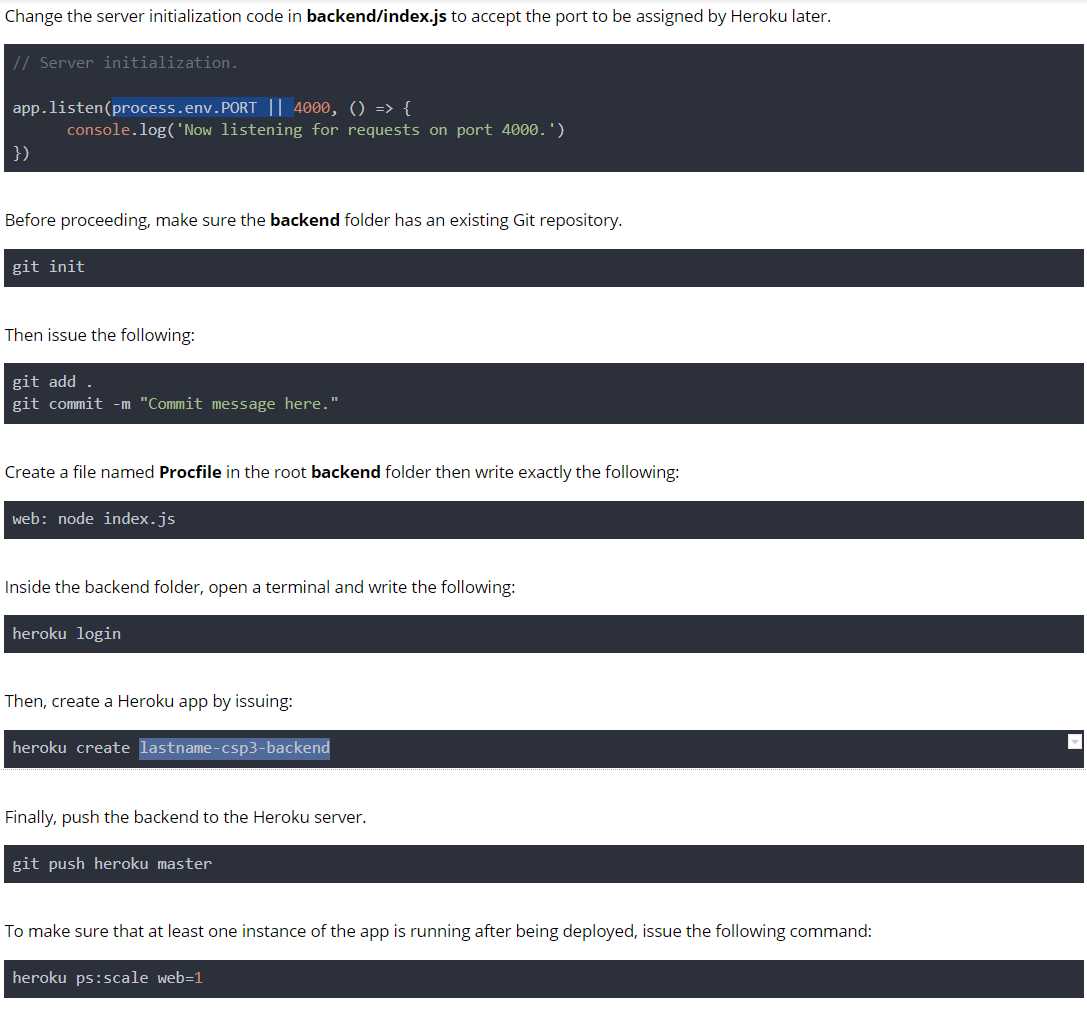 Change the server initialization code in backend/index.js to accept the port to be assigned by Heroku later.
// Server initialization.
app.listen(process.env.PORT || 4000, () => {
console.log('Now listening for requests on port 4000.')
})
Before proceeding, make sure the backend folder has an existing Git repository.
git init
Then issue the following:
git add .
git commit -m "Commit message here."
Create a file named Procfile in the root backend folder then write exactly the following:
web: node index.js
Inside the backend folder, open a terminal and write the following:
heroku login
Then, create a Heroku app by issuing:
heroku create lastname-csp3-backend
Finally, push the backend to the Heroku server.
git push heroku master
To make sure that at least one instance of the app is running after being deployed, issue the following command:
heroku ps:scale web=1